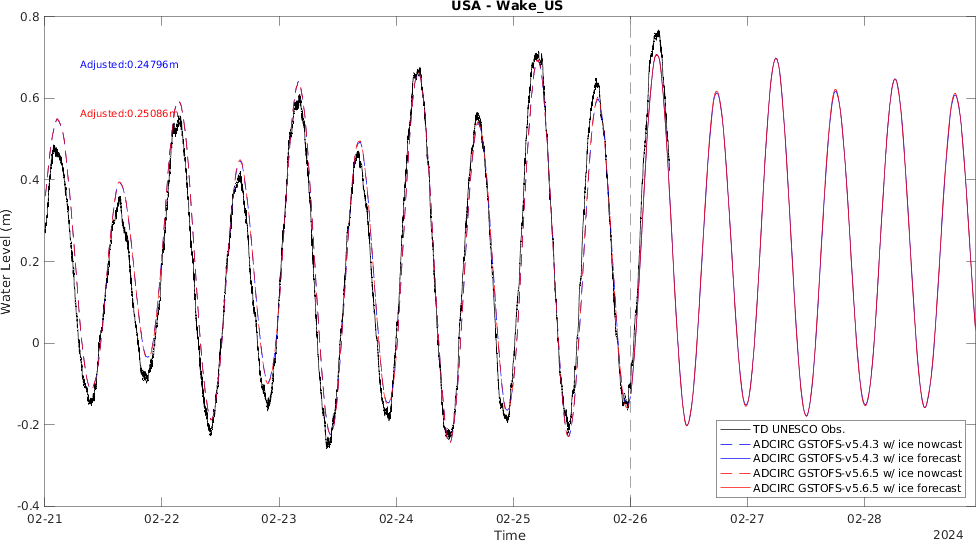 USA - Wake_US
0.8
0.6
0.4
0.2
0
-0.2
-0.4
Water Level (m)
Adjusted:0.24796m
Adjusted:0.25086m
TD UNESCO Obs.
ADCIRC GSTOFS-v5.4.3 w/ ice nowcast
ADCIRC GSTOFS-v5.4.3 w/ ice forecast
ADCIRC GSTOFS-v5.6.5 w/ ice nowcast
ADCIRC GSTOFS-v5.6.5 w/ ice forecast
02-21 02-22 02-23 02-24 02-25 02-26 02-27 02-28
Time
2024